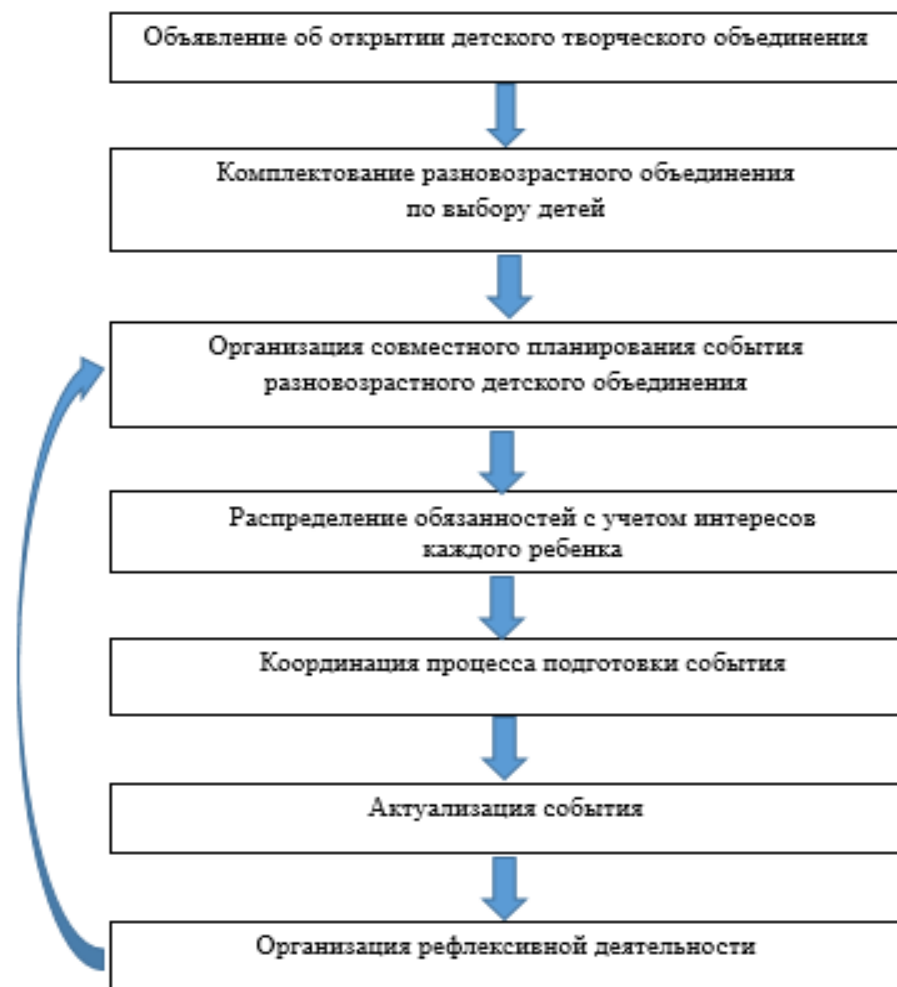 Объявление об открытии детского творческого объединения
Комплектование разновозрастного объединения
по выбору детей
Организация совместного планирования события
разновозрастного детского объединения
Распределение обязанностей с учетом интересов
каждого ребенка
Координация процесса подготовки события
Актуализация события
Организация рефлексивной деятельности